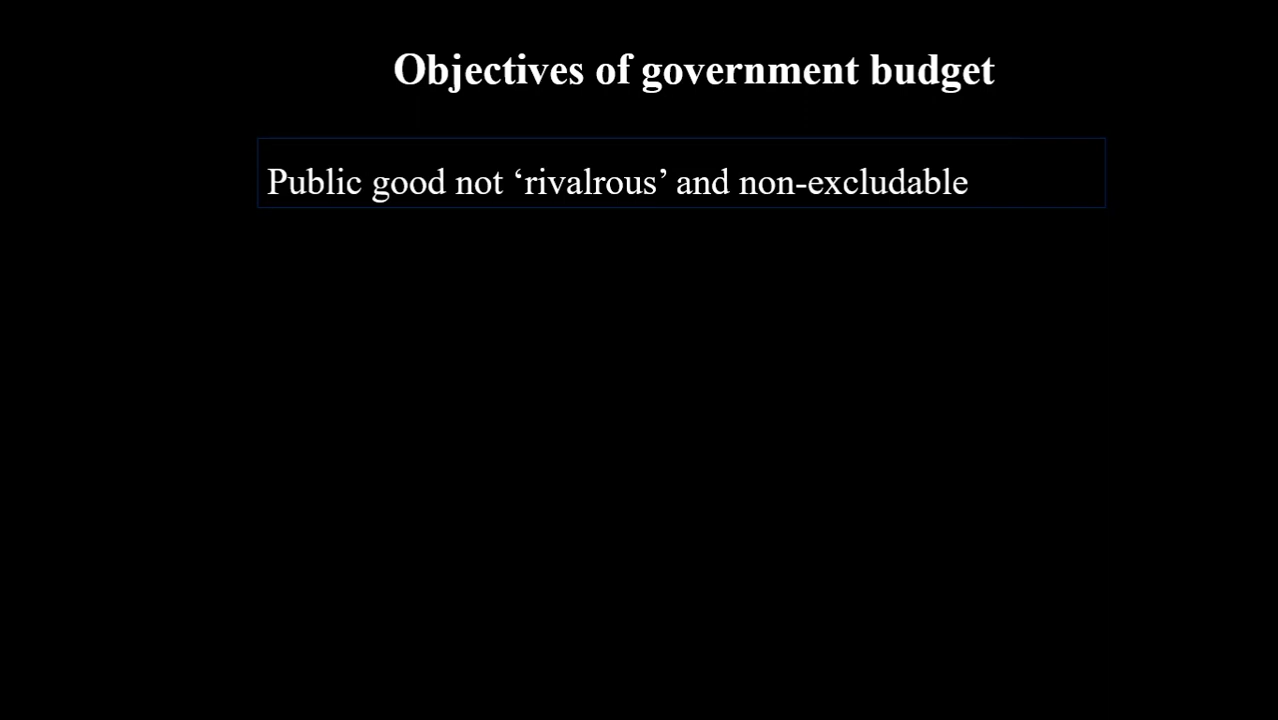 Objectives of government budget
Public good not ‘rivalrous’ and non-excludable